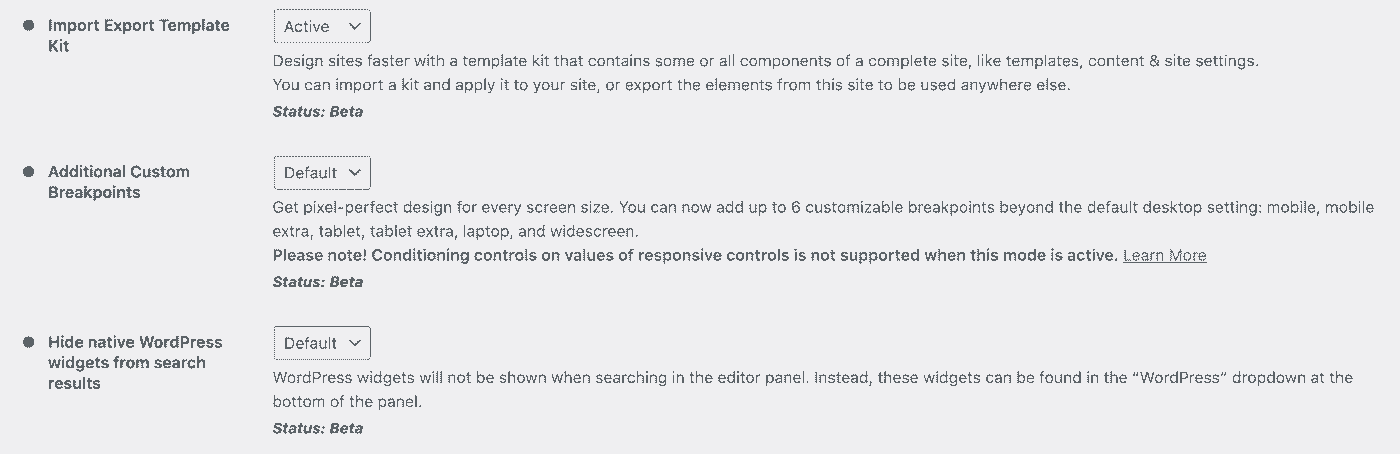 Import Export Template
Kit
Active
Design sites faster with a template kit that contains some or all components of a complete site, like templates, content & site settings.
You can import a kit and apply it to your site, or export the elements from this site to be used anywhere else.
Status: Beta
Additional Custom
Breakpoints
Default
Get pixel-perfect design for every screen size. You can now add up to 6 customizable breakpoints beyond the default desktop setting: mobile, mobile
extra, tablet, tablet extra, laptop, and widescreen.
Please note! Conditioning controls on values of responsive controls is not supported when this mode is active. Learn More
Status: Beta
Hide native WordPress
widgets from search
results
Default
WordPress widgets will not be shown when searching in the editor panel. Instead, these widgets can be found in the “WordPress” dropdown at the
bottom of the panel.
Status: Beta